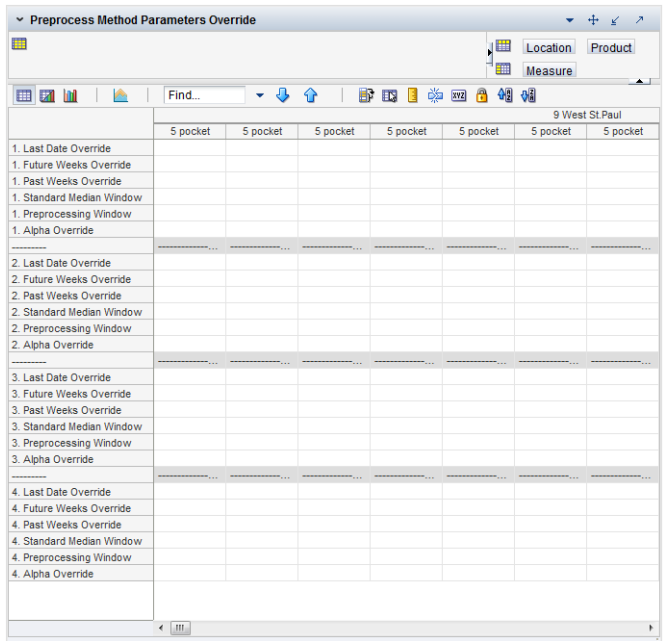 Preprocess Method Parameters Override
Location Product
Measure
Find...
XYZ
9 West St.Paul
5 pocket 5 pocket 5 pocket 5 pocket 5 pocket 5 pocket 5 pocket
1. Last Date Override
1. Future Weeks Override
1. Past Weeks Override
1. Standard Median Window
1. Preprocessing Window
1. Alpha Override
--------- -------------... -------------... -------------... -------------... -------------... -------------... -------------...
2. Last Date Override
2. Future Weeks Override
2. Past Weeks Override
2. Standard Median Window
2. Preprocessing Window
2. Alpha Override
--------- -------------... -------------... -------------... -------------... -------------... -------------... -------------...
3. Last Date Override
3. Future Weeks Override
3. Past Weeks Override
3. Standard Median Window
3. Preprocessing Window
3. Alpha Override
--------- -------------... -------------... -------------... -------------... -------------... -------------... -------------...
4. Last Date Override
4. Future Weeks Override
4. Past Weeks Override
4. Standard Median Window
4. Preprocessing Window
4. Alpha Override